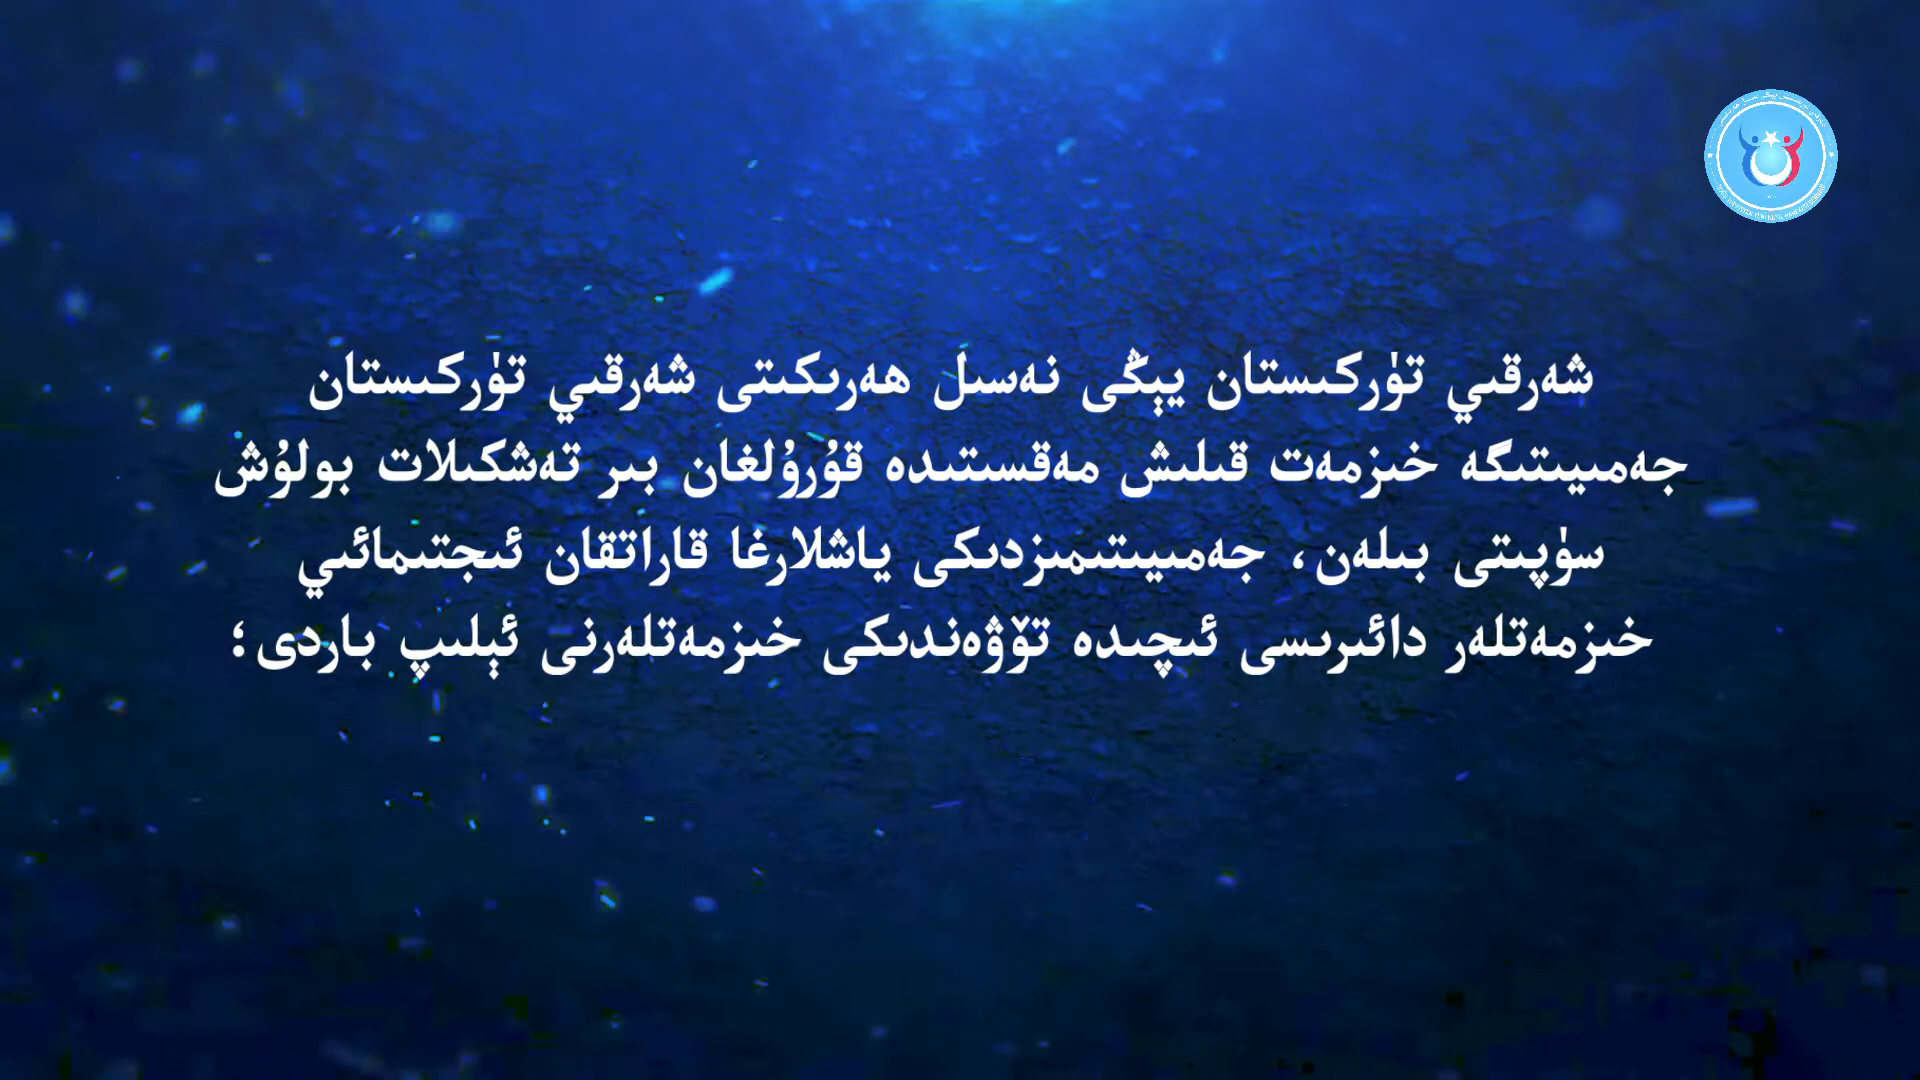 شەرقىي تۈركىستان يېڭى نەسىل ھەرىكىتى شەرقىي تۈركىستان
جەمىيىتىگە خىزمەت قىلىش مەقسىتىدە قۇرۇلغان بىر تەشكىلات بولۇش
سۈپىتى بىلەن، جەمىيىتىمىزدىكى ياشلارغا قاراتقان ئىجتىمائىي
خىزمەتلەر دائىرىسى ئىچىدە تۆۋەندىكى خىزمەتلەرنى ئېلىپ باردى؛